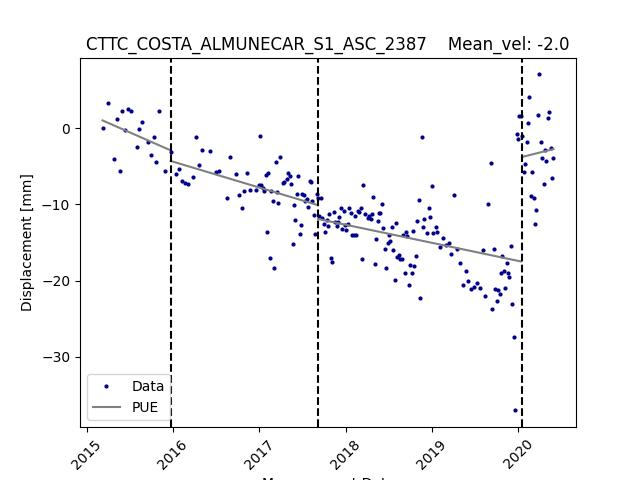 CTTC_COSTA_ALMUNECAR_S1_ASC_2387 Mean_vel: -2.0
Displacement [mm]
0
−10
−20
−30
Data
PUE
2015
2016
2017
2018
2019
2020